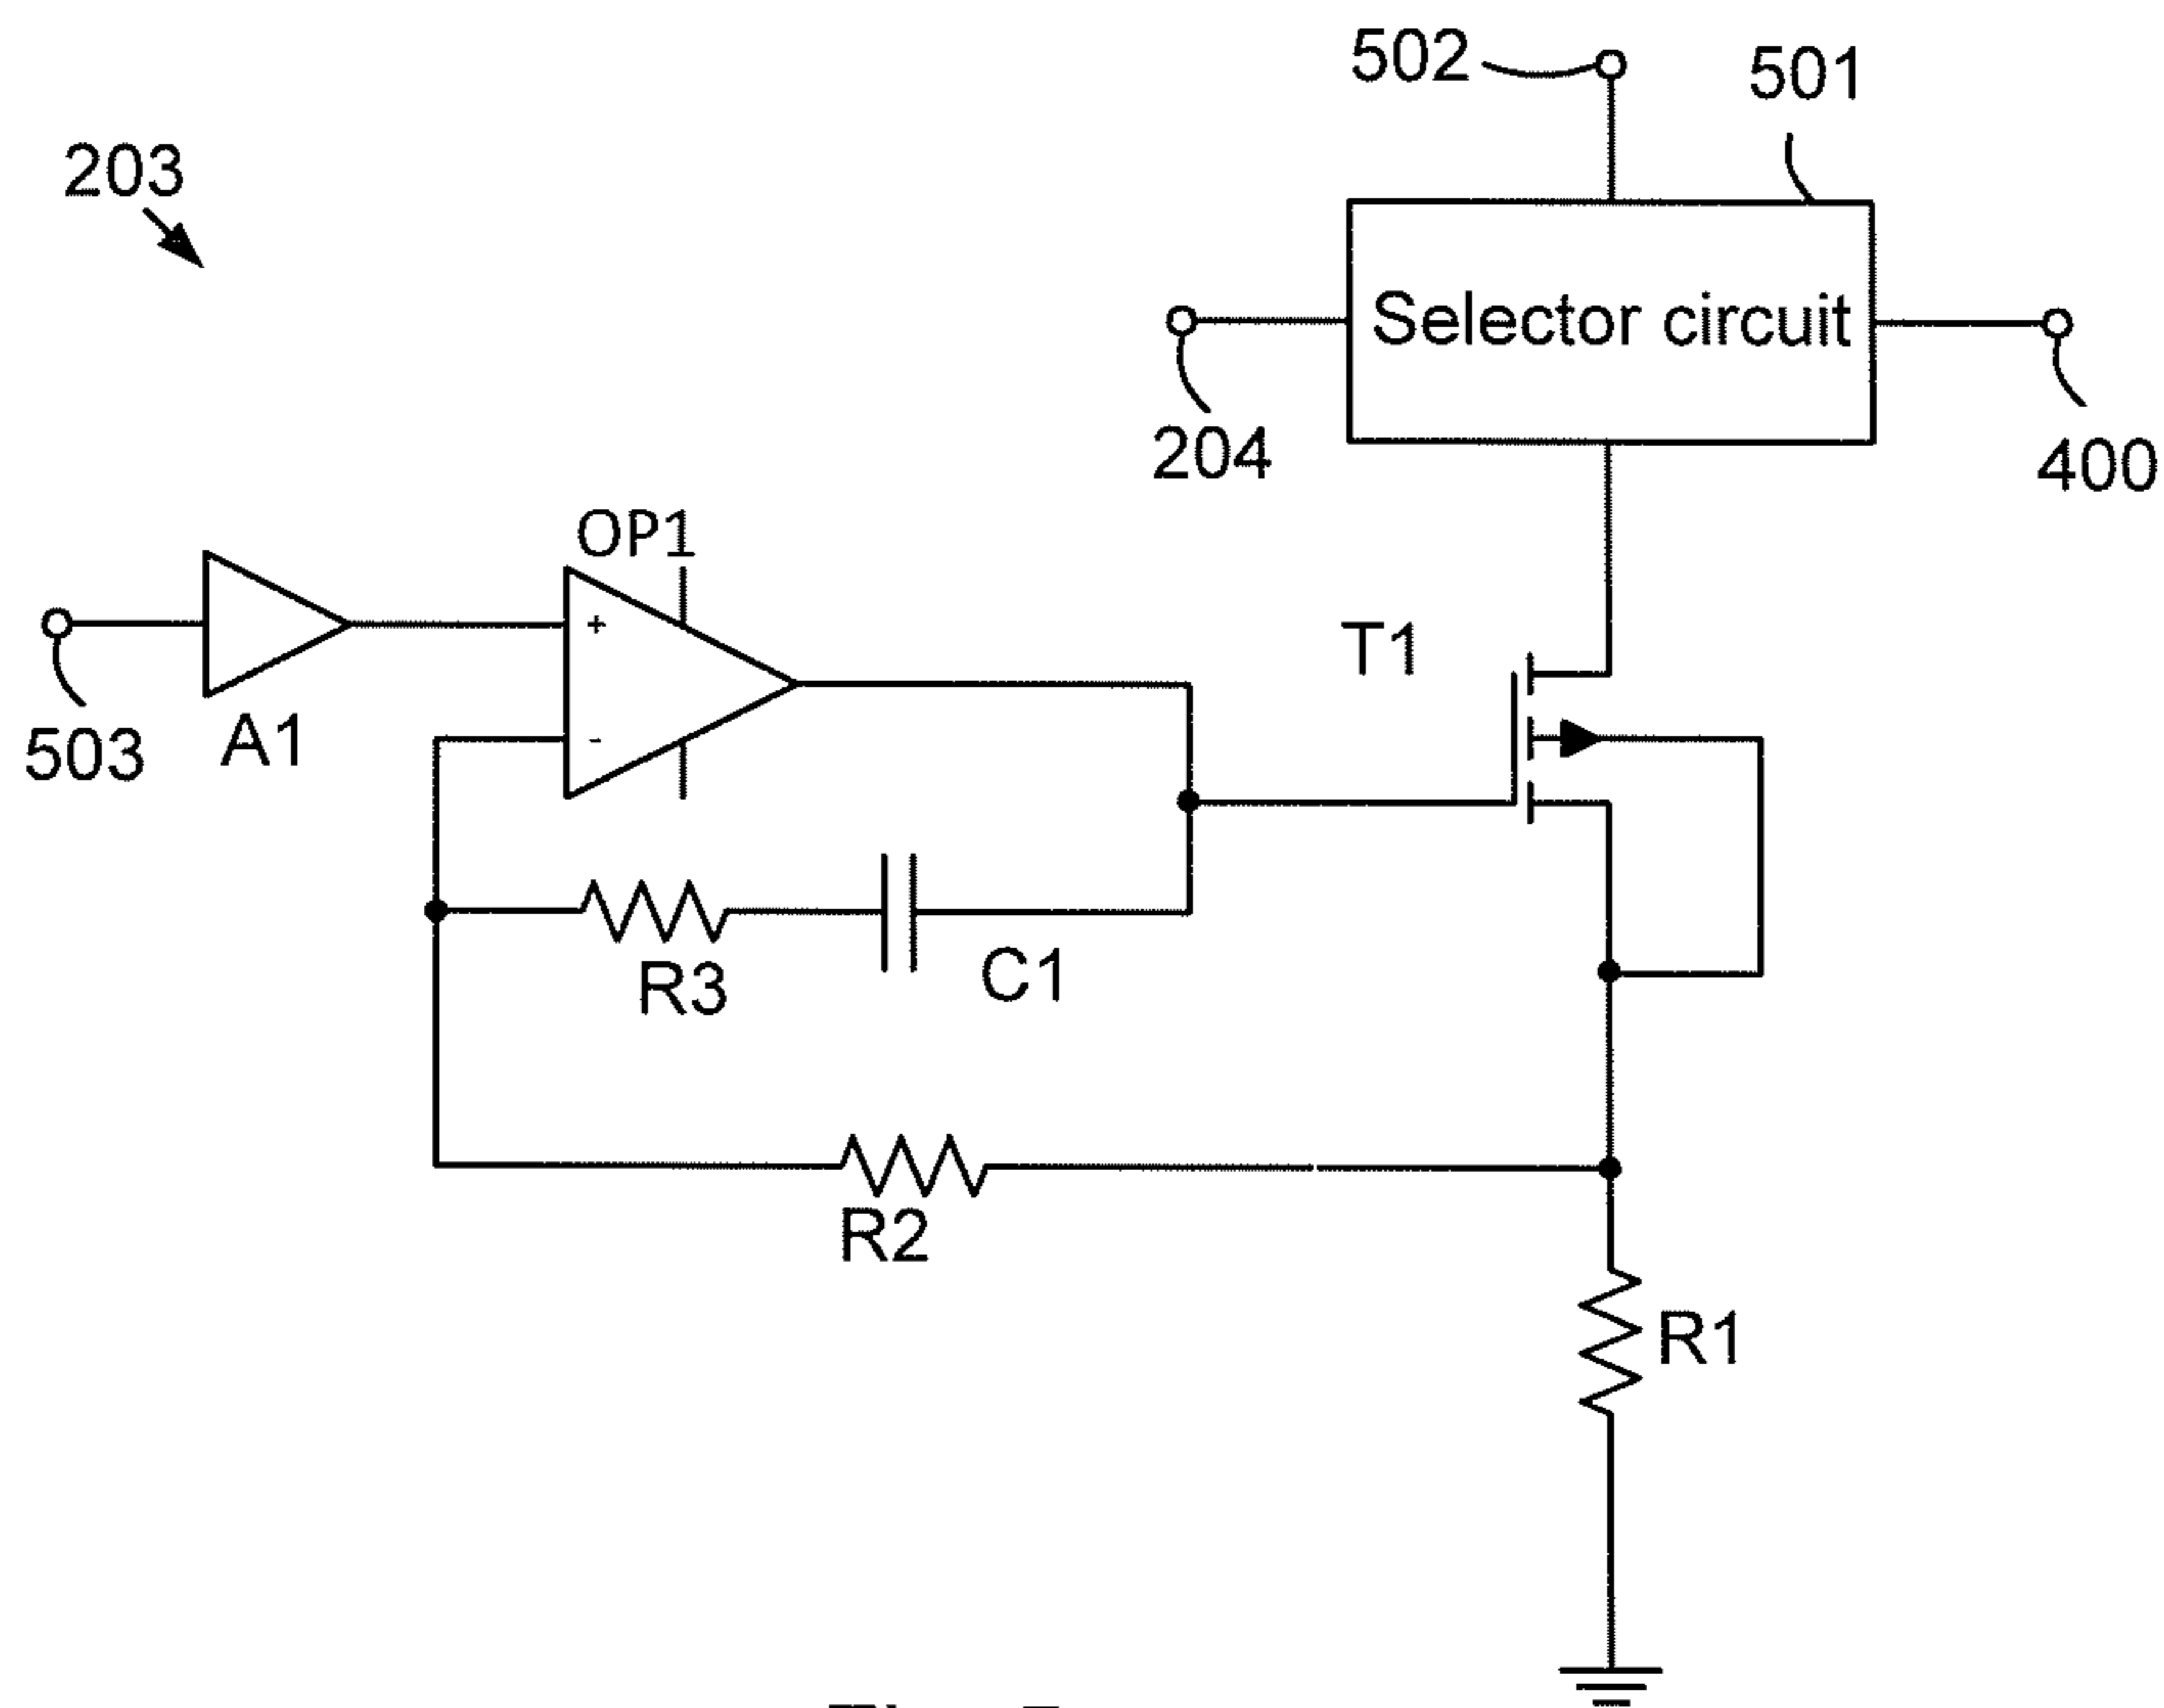 502
501
203
Selector circuit
204
400
OP1
+
-
T1
503
A1
R3
C1
R2
R1